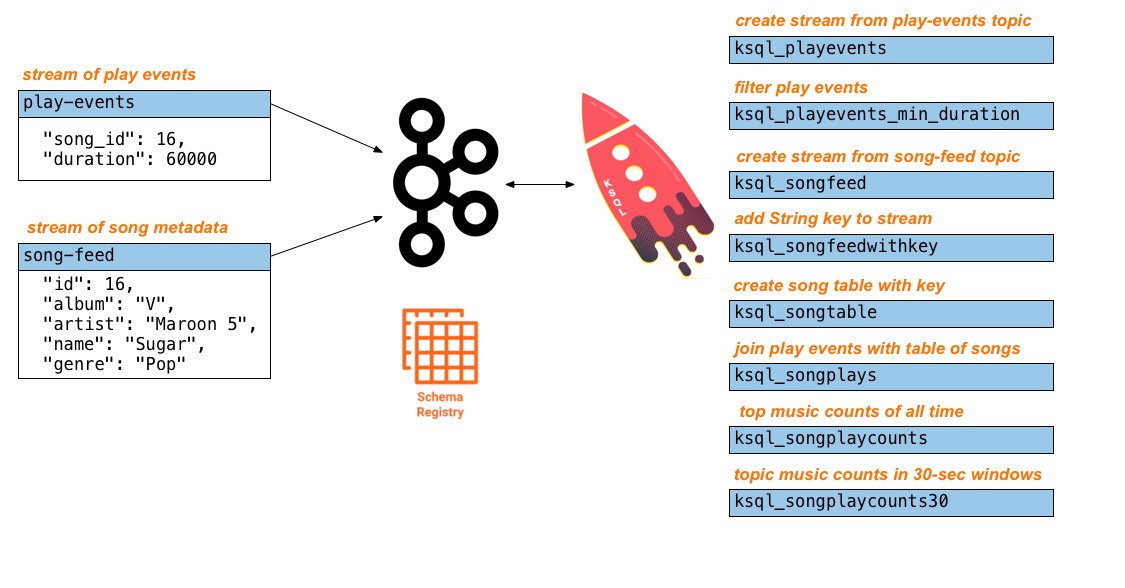 stream of play events
play-events
"song_id": 16,
"duration": 60000
stream of song metadata
song-feed
"id": 16,
"album": "V",
"artist": "Maroon 5",
"name": "Sugar",
"genre": "Pop"
Schema
Registry
KSQL
create stream from play-events topic
ksql_playevents
filter play events
ksql_playevents_min_duration
create stream from song-feed topic
ksql_songfeed
add String key to stream
ksql_songfeedwithkey
create song table with key
ksql_songtable
join play events with table of songs
ksql_songplays
top music counts of all time
ksql_songplaycounts
topic music counts in 30-sec windows
ksql_songplaycounts30